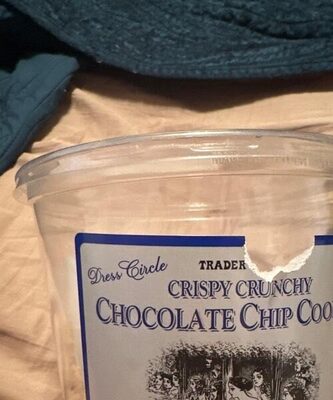 Dress Circle
TRADER
CRISPY CRUNCHY
CHOCOLATE CHIP COO